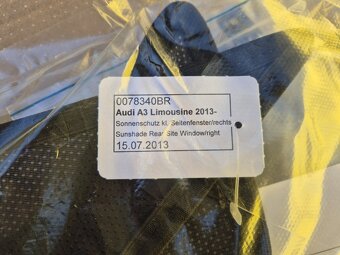 0078340BR
Audi A3 Limousine 2013-
Sonnenschutz kl. Seitenfenster/rechts
Sunshade Rear Site Window/right
15.07.2013